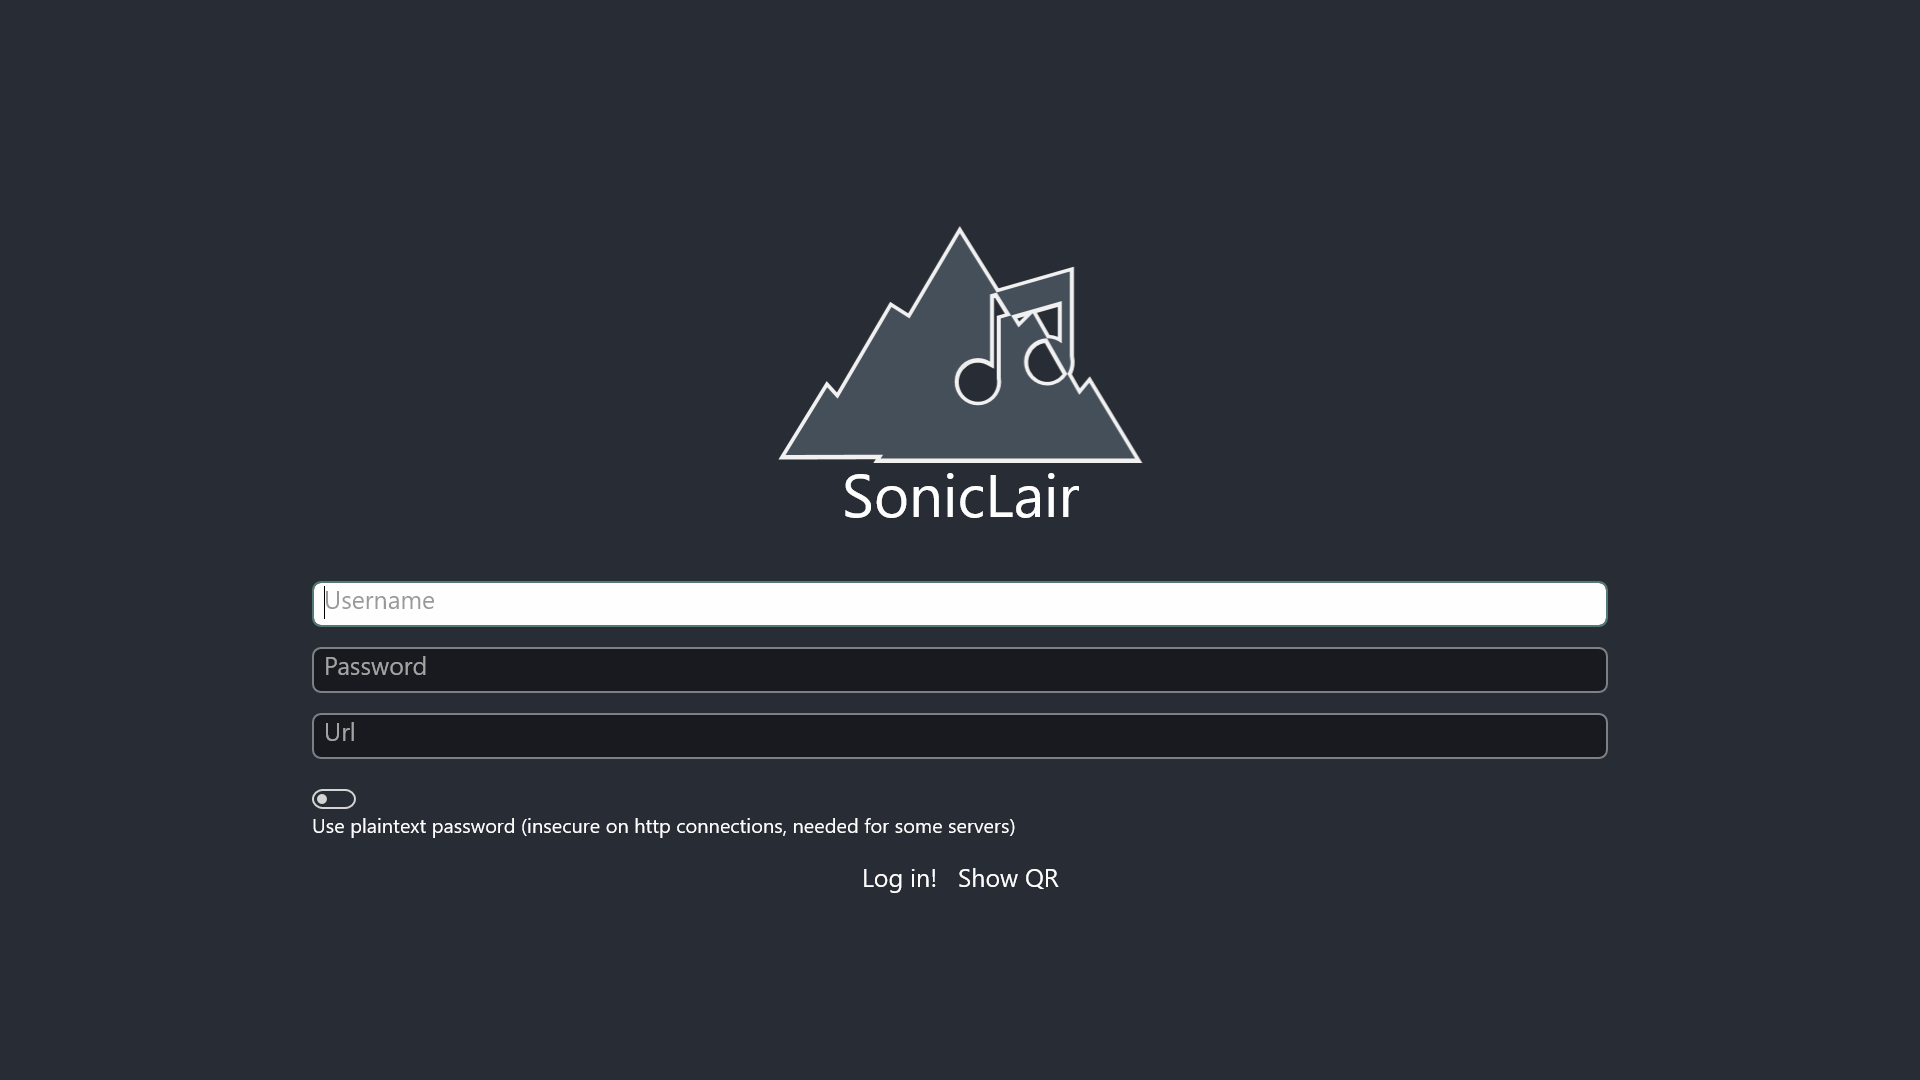 SonicLair
Username
Password
Url
Use plaintext password (insecure on http connections, needed for some servers)
Log in! Show QR